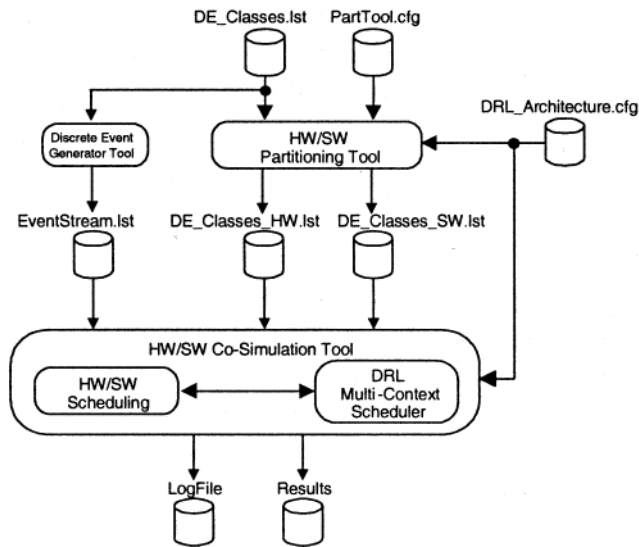 DE_Classes.lst
PartTool.cfg
DRL_Architecture.cfg
Discrete Event
Generator Tool
HW/SW
Partitioning Tool
EventStream.lst
DE_Classes_HW.lst
DE_Classes_SW.lst
HW/SW Co-Simulation Tool
HW/SW
Scheduling
DRL
Multi-Context
Scheduler
LogFile
Results